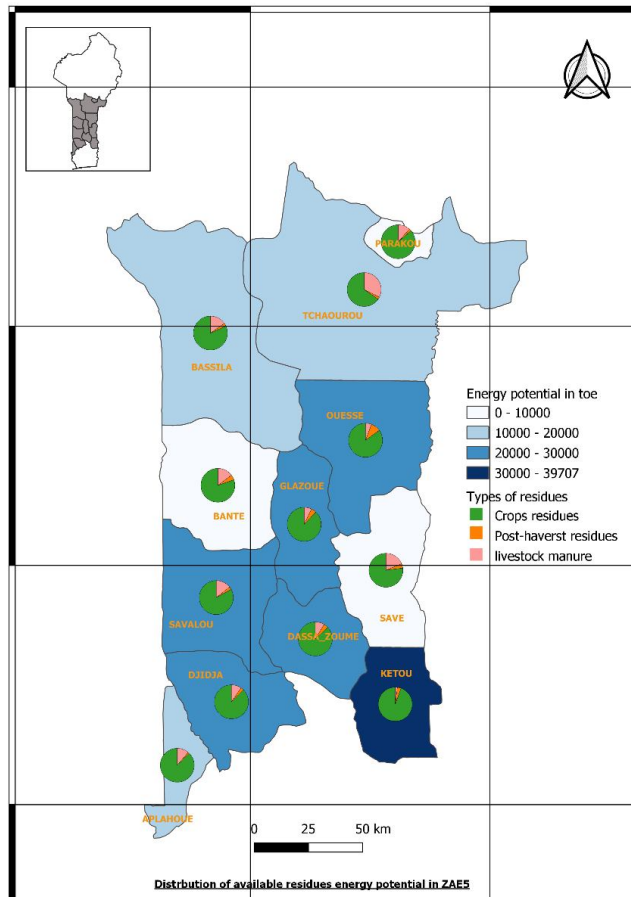 PARAKOU
TCHAOUROU
BASSILA
OUESSE
Energy potential in toe
0 - 10000
10000 - 20000
20000 - 30000
30000 - 39707
Types of residues
Crops residues
Post-haverst residues
livestock manure
GLAZOUE
BANTE
SAVE
SAVALOU
DASSA_ZOUME
DJIDJA
KETOU
APLAHOUE
0 25 50 km
Distrbution of available residues energy potential in ZAE5